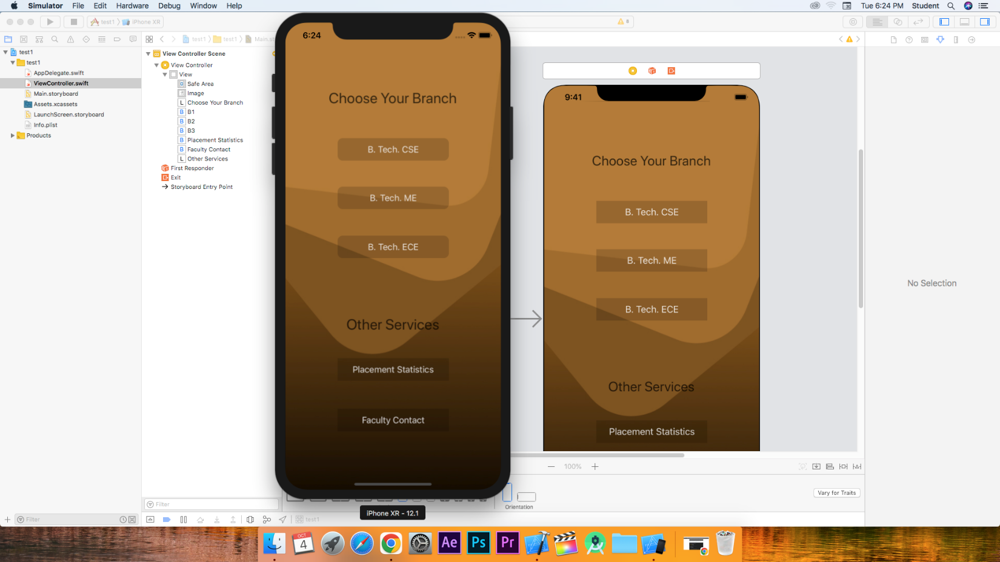 Simulator File Edit Hardware Debug Window Help
Tue 6:24 PM Student
test1 iPhone XR
8
test1 test1 Main.st
test1
test1
AppDelegate.swift
ViewController.swift
Main.storyboard
Assets.xcassets
LaunchScreen.storyboard
Info.plist
Products
Filter
View Controller Scene
View Controller
View
Safe Area
Image
L Choose Your Branch
B B1
B B2
B B3
B Placement Statistics
B Faculty Contact
L Other Services
First Responder
Exit
Storyboard Entry Point
Filter
6:24
Choose Your Branch
B. Tech. CSE
B. Tech. ME
B. Tech. ECE
Other Services
Placement Statistics
Faculty Contact
iPhone XR - 12.1
9:41
Choose Your Branch
B. Tech. CSE
B. Tech. ME
B. Tech. ECE
Other Services
Placement Statistics
100%
Orientation
Vary for Traits
No Selection
test1
OCT
4
Ae
Ps
Pr